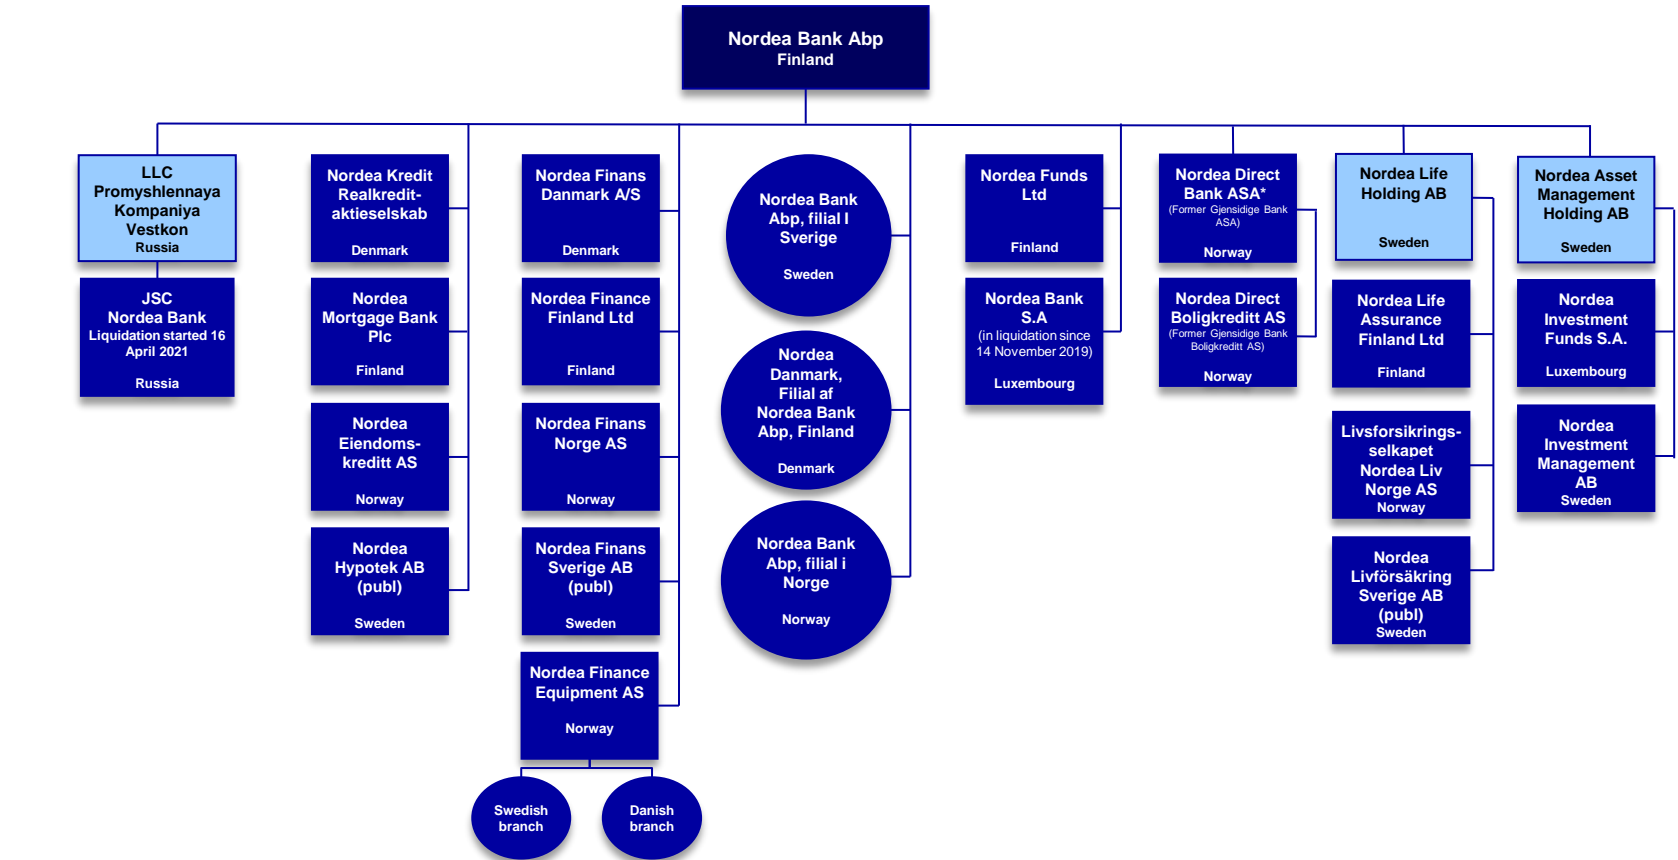 Nordea Bank Abp
Finland
LLC
Promyshlennaya
Kompaniya
Vestkon
Russia
JSC
Nordea Bank
Liquidation started 16
April 2021
Russia
Nordea Kredit
Realkredit-
aktieselskab
Denmark
Nordea
Mortgage Bank
Plc
Finland
Nordea
Eiendoms-
kreditt AS
Norway
Nordea
Hypotek AB
(publ)
Sweden
Nordea Finans
Danmark A/S
Denmark
Nordea Finance
Finland Ltd
Finland
Nordea Finans
Norge AS
Norway
Nordea Finans
Sverige AB
(publ)
Sweden
Nordea Finance
Equipment AS
Norway
Swedish
branch
Danish
branch
Nordea Bank
Abp, filial I
Sverige
Sweden
Nordea
Danmark,
Filial af
Nordea Bank
Abp, Finland
Denmark
Nordea Bank
Abp, filial i
Norge
Norway
Nordea Funds
Ltd
Finland
Nordea Bank
S.A
(in liquidation since
14 November 2019)
Luxembourg
Nordea Direct
Bank ASA*
(Former Gjensidige Bank
ASA)
Norway
Nordea Direct
Boligkreditt AS
(Former Gjensidige Bank
Boligkreditt AS)
Norway
Nordea Life
Holding AB
Sweden
Nordea Life
Assurance
Finland Ltd
Finland
Livsforsikrings-
selkapet
Nordea Liv
Norge AS
Norway
Nordea
Livförsäkring
Sverige AB
(publ)
Sweden
Nordea Asset
Management
Holding AB
Sweden
Nordea
Investment
Funds S.A.
Luxembourg
Nordea
Investment
Management
AB
Sweden